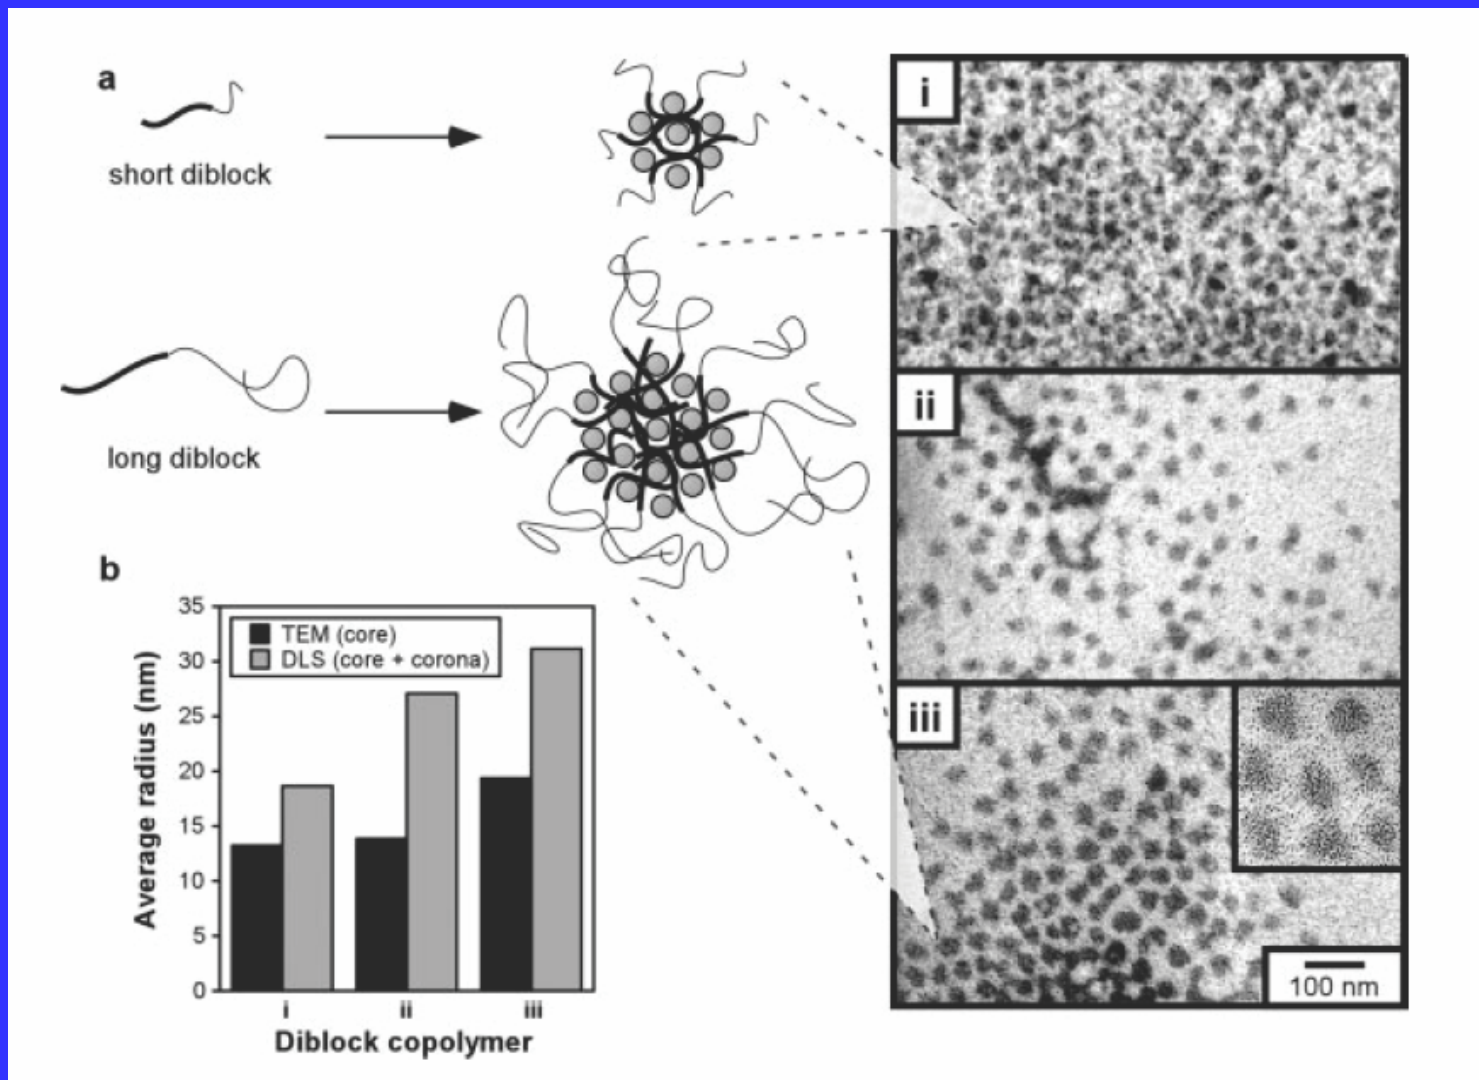 a
short diblock
long diblock
i
ii
iii
100 nm
b
35
30
25
20
15
10
5
0
TEM (core)
DLS (core + corona)
Average radius (nm)
i
ii
iii
Diblock copolymer